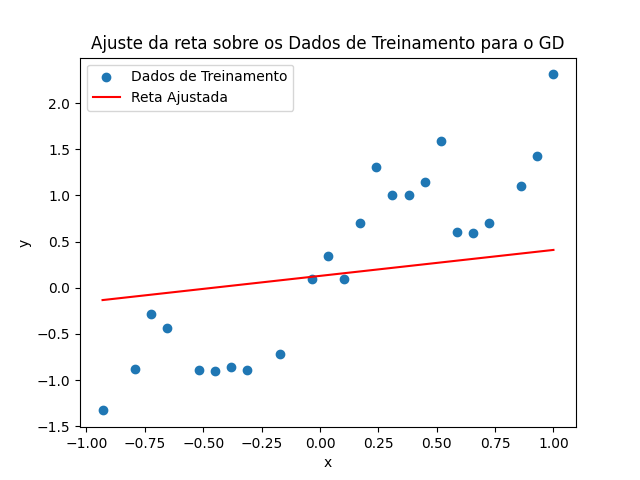 Ajuste da reta sobre os Dados de Treinamento para o GD
Dados de Treinamento
Reta Ajustada
y
2.0
1.5
1.0
0.5
0.0
−0.5
−1.0
−1.5
−1.00 −0.75 −0.50 −0.25 0.00 0.25 0.50 0.75 1.00
x